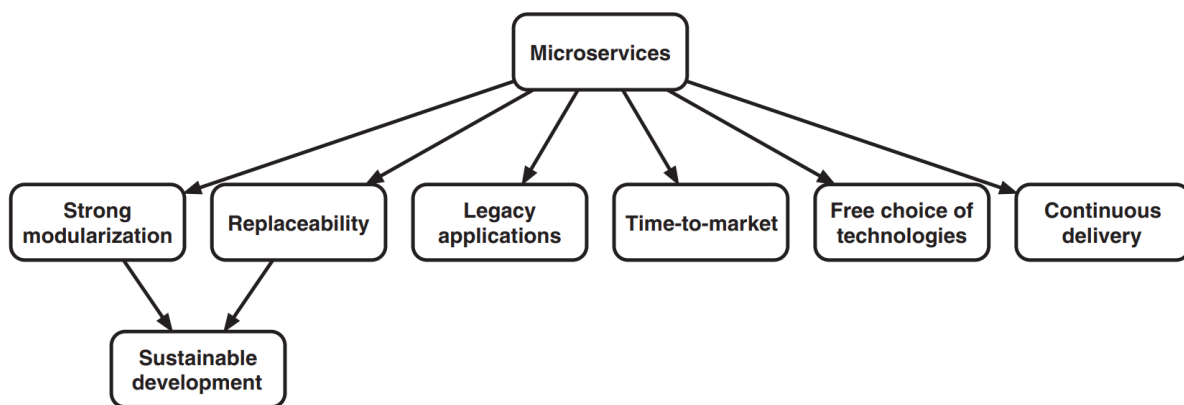 Microservices
Strong
modularization
Replaceability
Legacy
applications
Time-to-market
Free choice of
technologies
Continuous
delivery
Sustainable
development